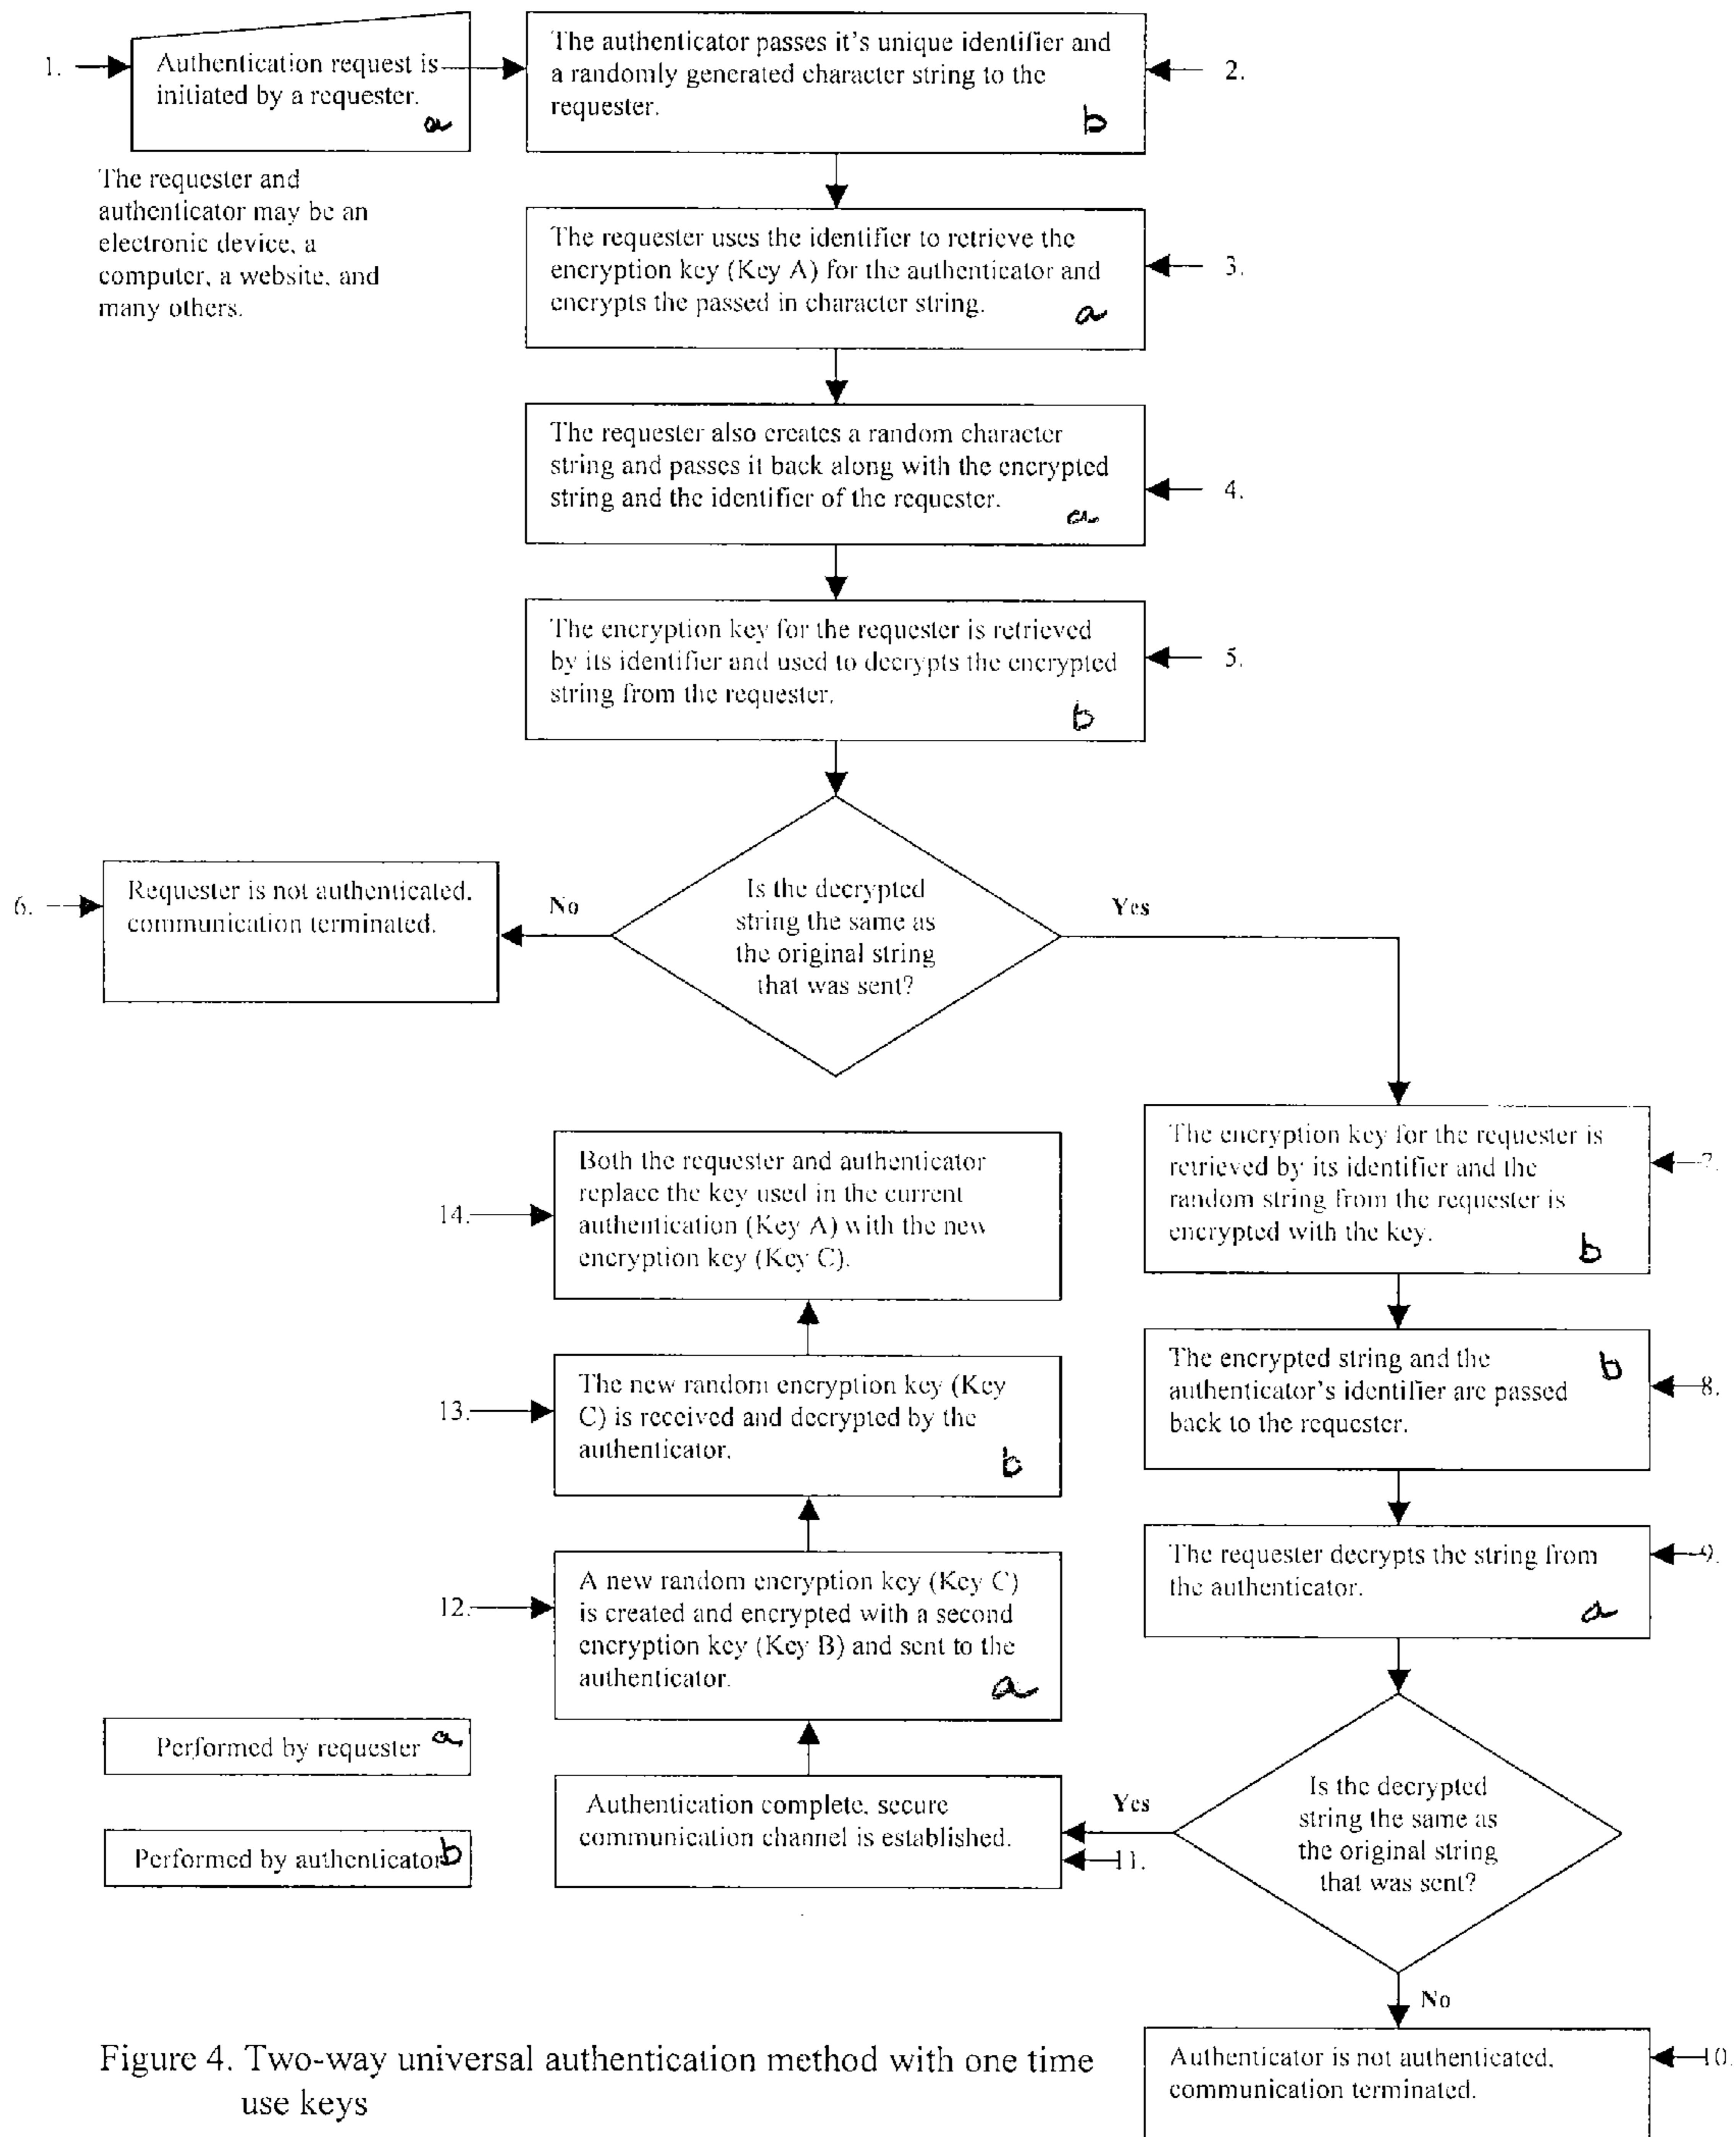 1.
Authentication request is
initiated by a requester.
a
The requester and
authenticator may be an
electronic device, a
computer, a website, and
many others.
The authenticator passes it's unique identifier and
a randomly generated character string to the
requester.
b
2.
The requester uses the identifier to retrieve the
encryption key (Key A) for the authenticator and
encrypts the passed in character string.
a
3.
The requester also creates a random character
string and passes it back along with the encrypted
string and the identifier of the requester.
a
4.
The encryption key for the requester is retrieved
by its identifier and used to decrypts the encrypted
string from the requester.
b
5.
Is the decrypted
string the same as
the original string
that was sent?
No
Yes
6.
Requester is not authenticated,
communication terminated.
The encryption key for the requester is
retrieved by its identifier and the
random string from the requester is
encrypted with the key.
b
7.
The encrypted string and the
authenticator's identifier are passed
back to the requester.
b
8.
The requester decrypts the string from
the authenticator.
a
9.
Is the decrypted
string the same as
the original string
that was sent?
Yes
No
Authenticator is not authenticated,
communication terminated.
10.
Authentication complete, secure
communication channel is established.
11.
12.
A new random encryption key (Key C)
is created and encrypted with a second
encryption key (Key B) and sent to the
authenticator.
a
13.
The new random encryption key (Key
C) is received and decrypted by the
authenticator.
b
14.
Both the requester and authenticator
replace the key used in the current
authentication (Key A) with the new
encryption key (Key C).
Performed by requester a
Performed by authenticator b
Figure 4. Two-way universal authentication method with one time
use keys